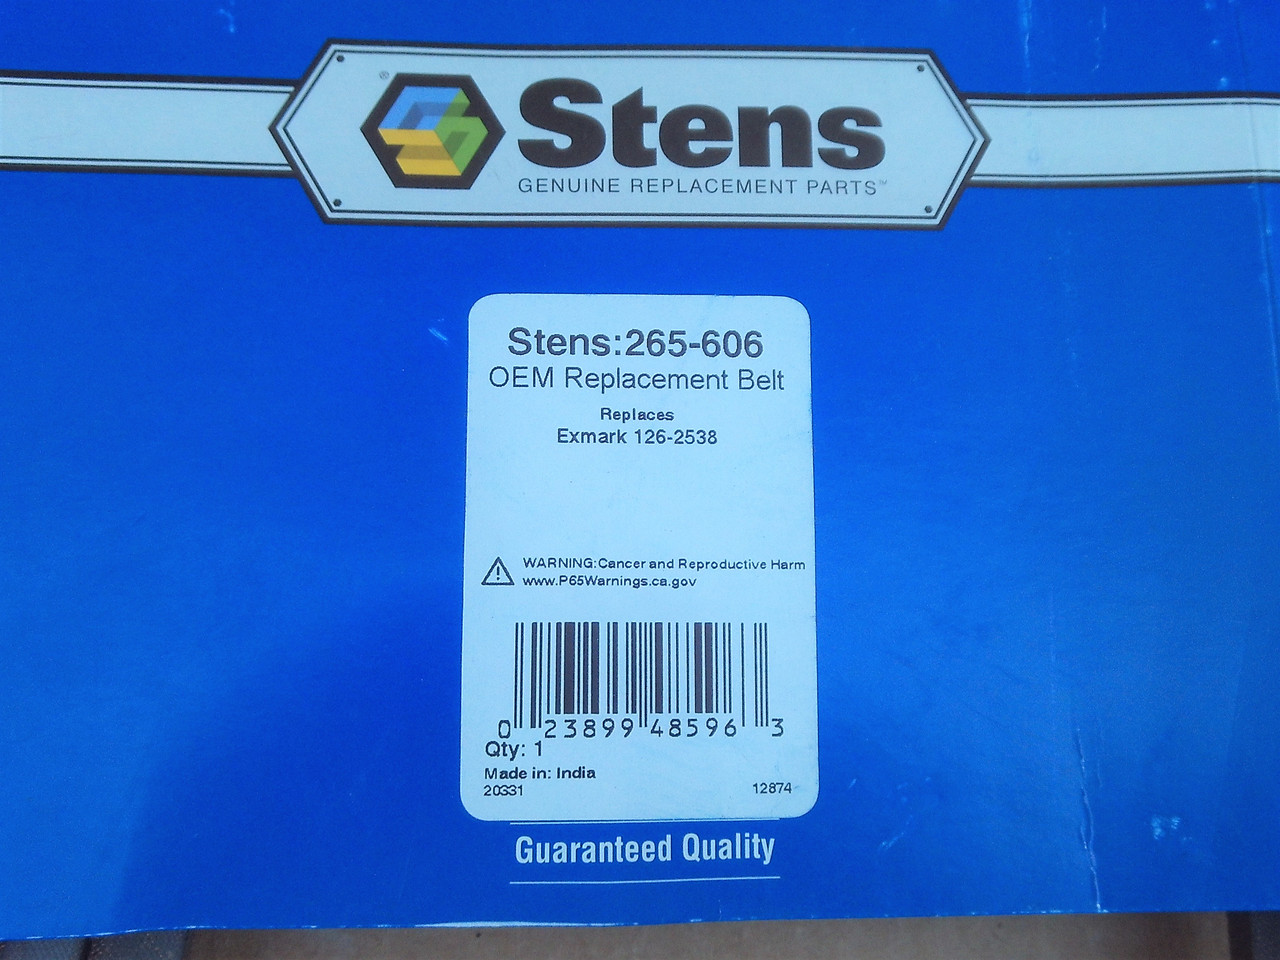 ®
Stens
GENUINE REPLACEMENT PARTS™
Stens:265-606
OEM Replacement Belt
Replaces
Exmark 126-2538
WARNING:Cancer and Reproductive Harm
www.P65Warnings.ca.gov
0 23899 48596 3
Qty: 1
Made in: India
20331 12874
Guaranteed Quality